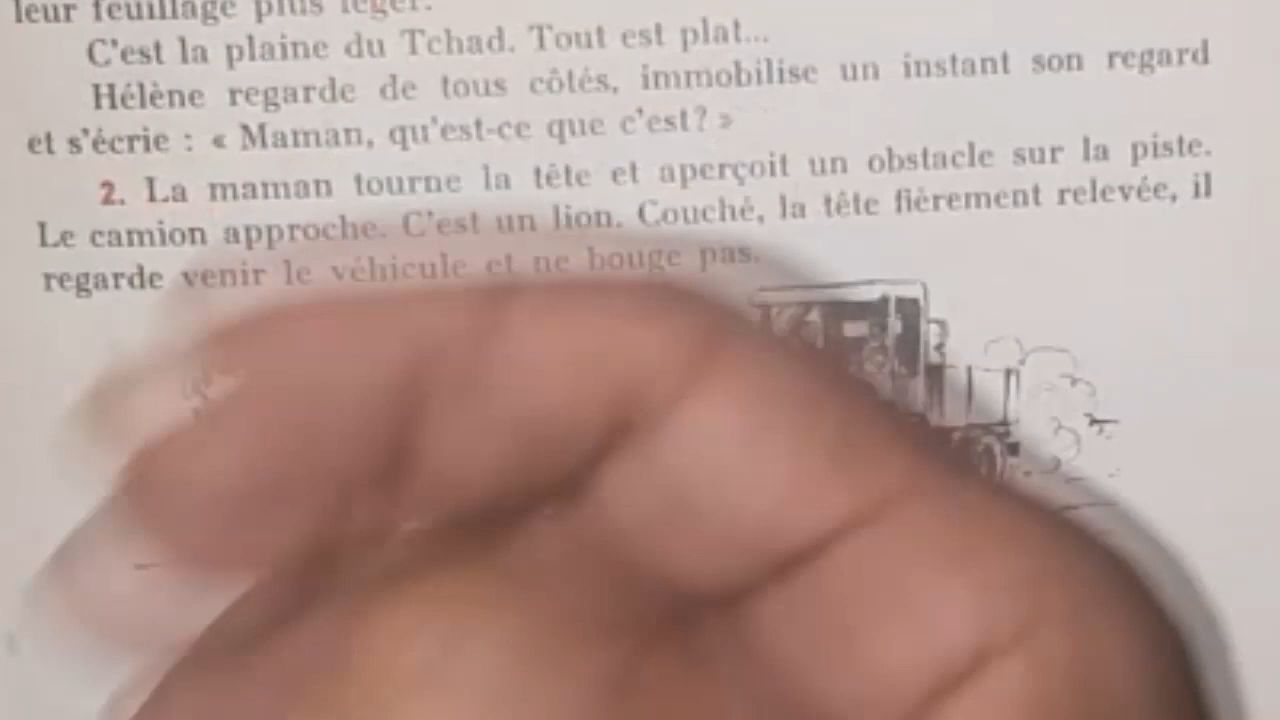 leur feuillage plus léger.
C'est la plaine du Tchad. Tout est plat...
Hélène regarde de tous côtés, immobilise un instant son regard
et s'écrie : « Maman, qu'est-ce que c'est? »
2. La maman tourne la tête et aperçoit un obstacle sur la piste.
Le camion approche. C'est un lion. Couché, la tête fièrement relevée, il
regarde venir le véhicule et ne bouge pas.